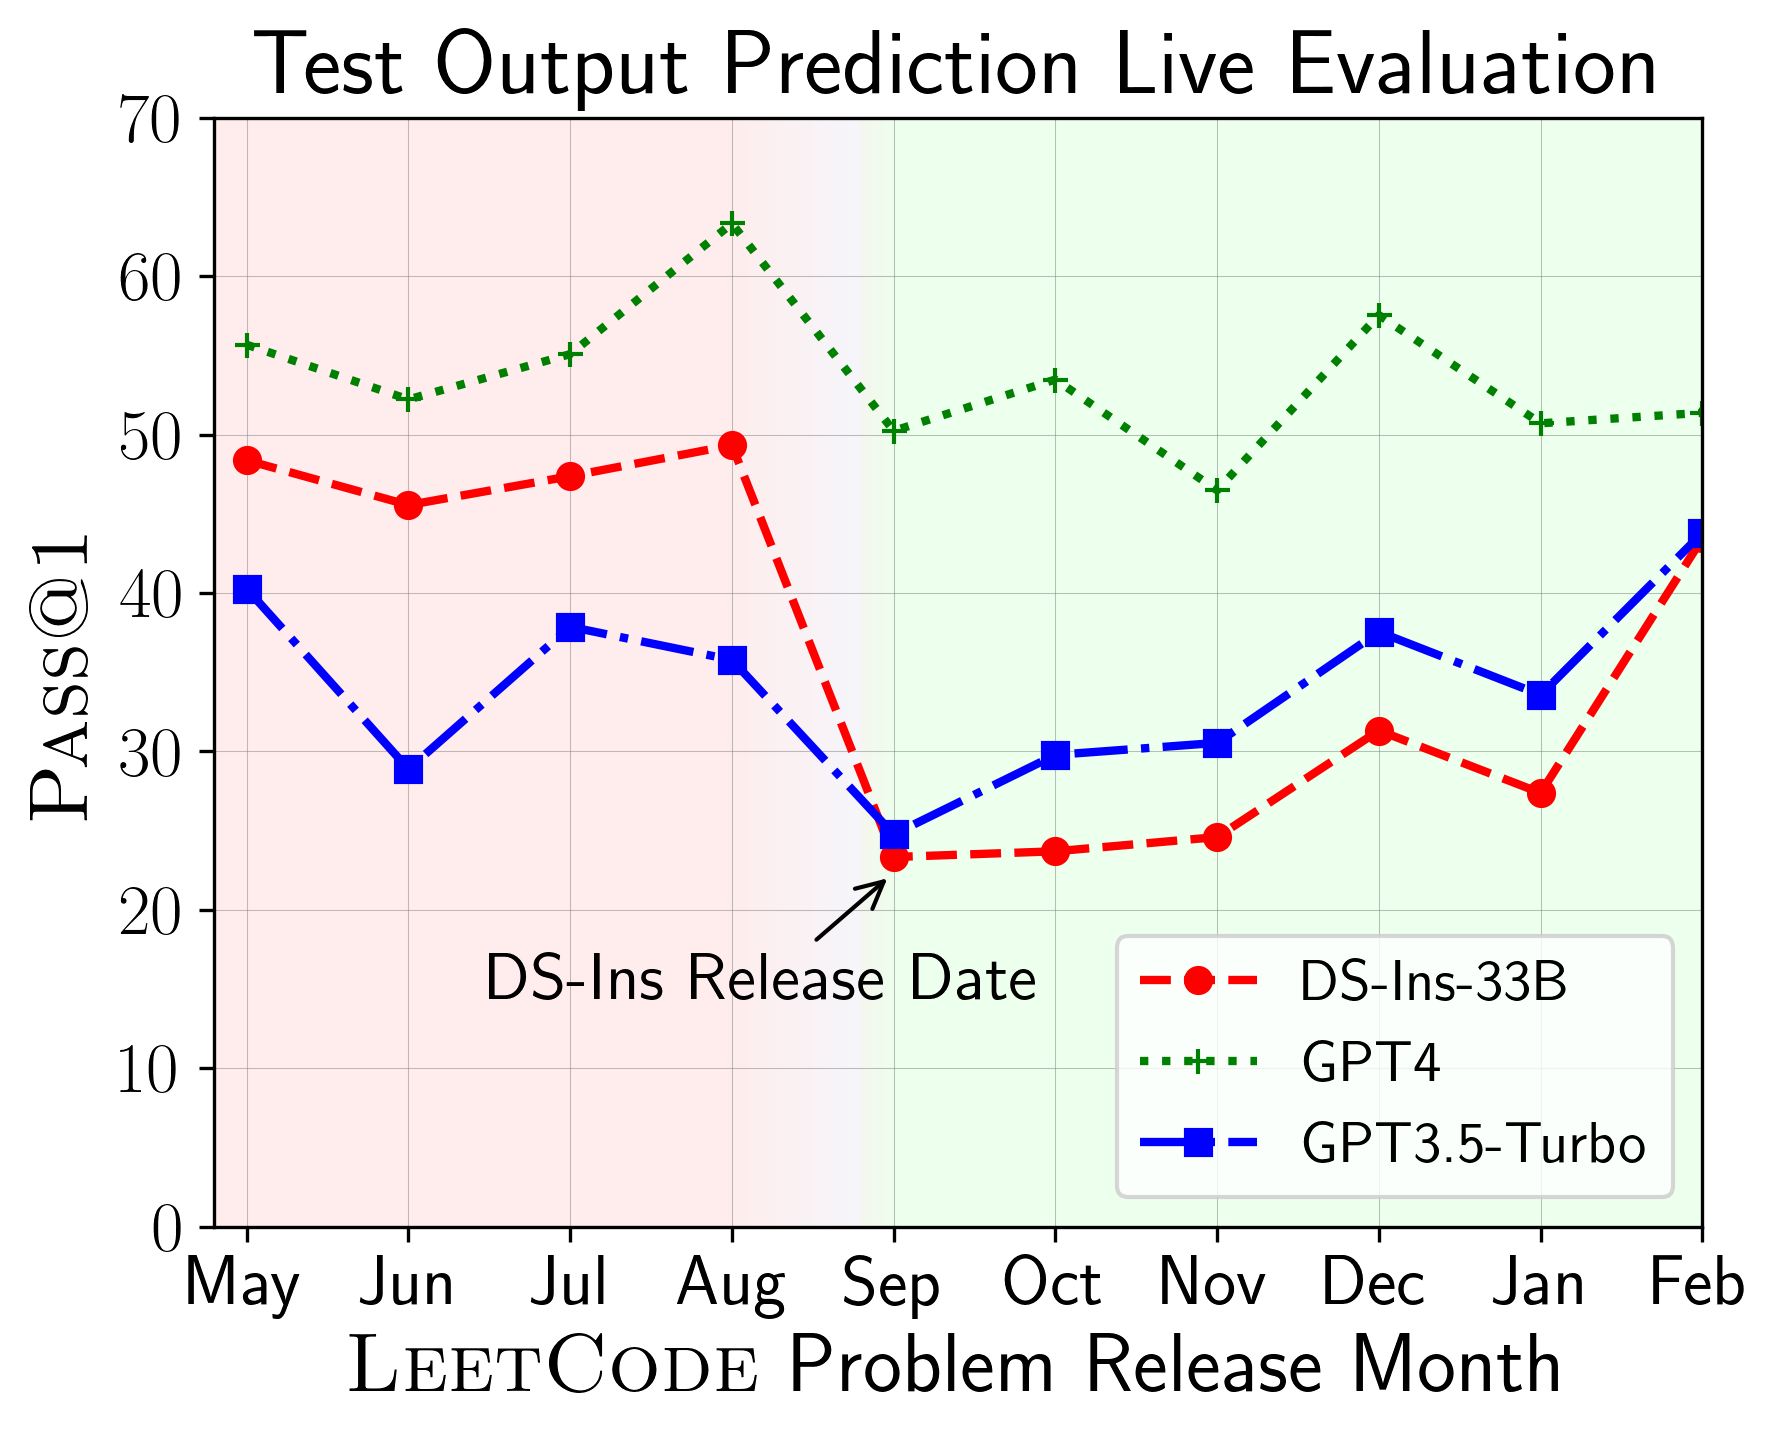 Test Output Prediction Live Evaluation
70
60
50
40
30
20
10
0
PASS@1
DS-Ins Release Date
DS-Ins-33B
GPT4
GPT3.5-Turbo
May Jun Jul Aug Sep Oct Nov Dec Jan Feb
LEETCODE Problem Release Month